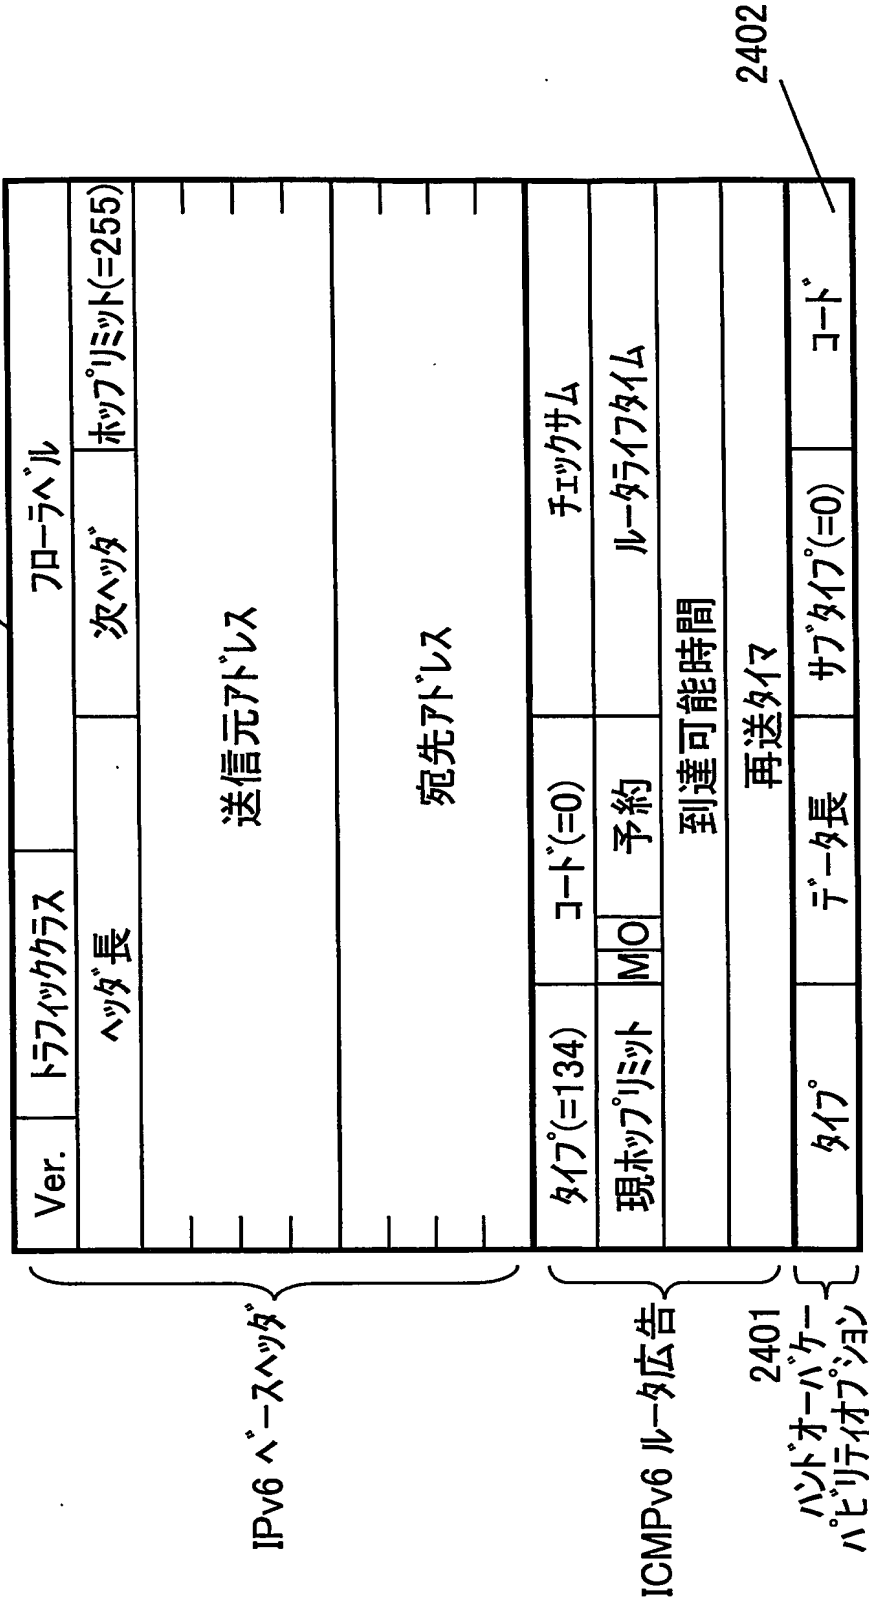 Ver.
トラフィッククラス
フローラベル
ヘッダ長
次ヘッダ
ホップリミット(=255)
送信元アドレス
宛先アドレス
IPv6 ベースヘッダ
タイプ(=134)
コード(=0)
チェックサム
現ホップリミット
M
O
予約
ルータライフタイム
到達可能時間
再送タイマ
ICMPv6 ルータ広告
2401
ハンドオーバケー
パビリティオプション
タイプ
データ長
サブタイプ(=0)
コード
2402